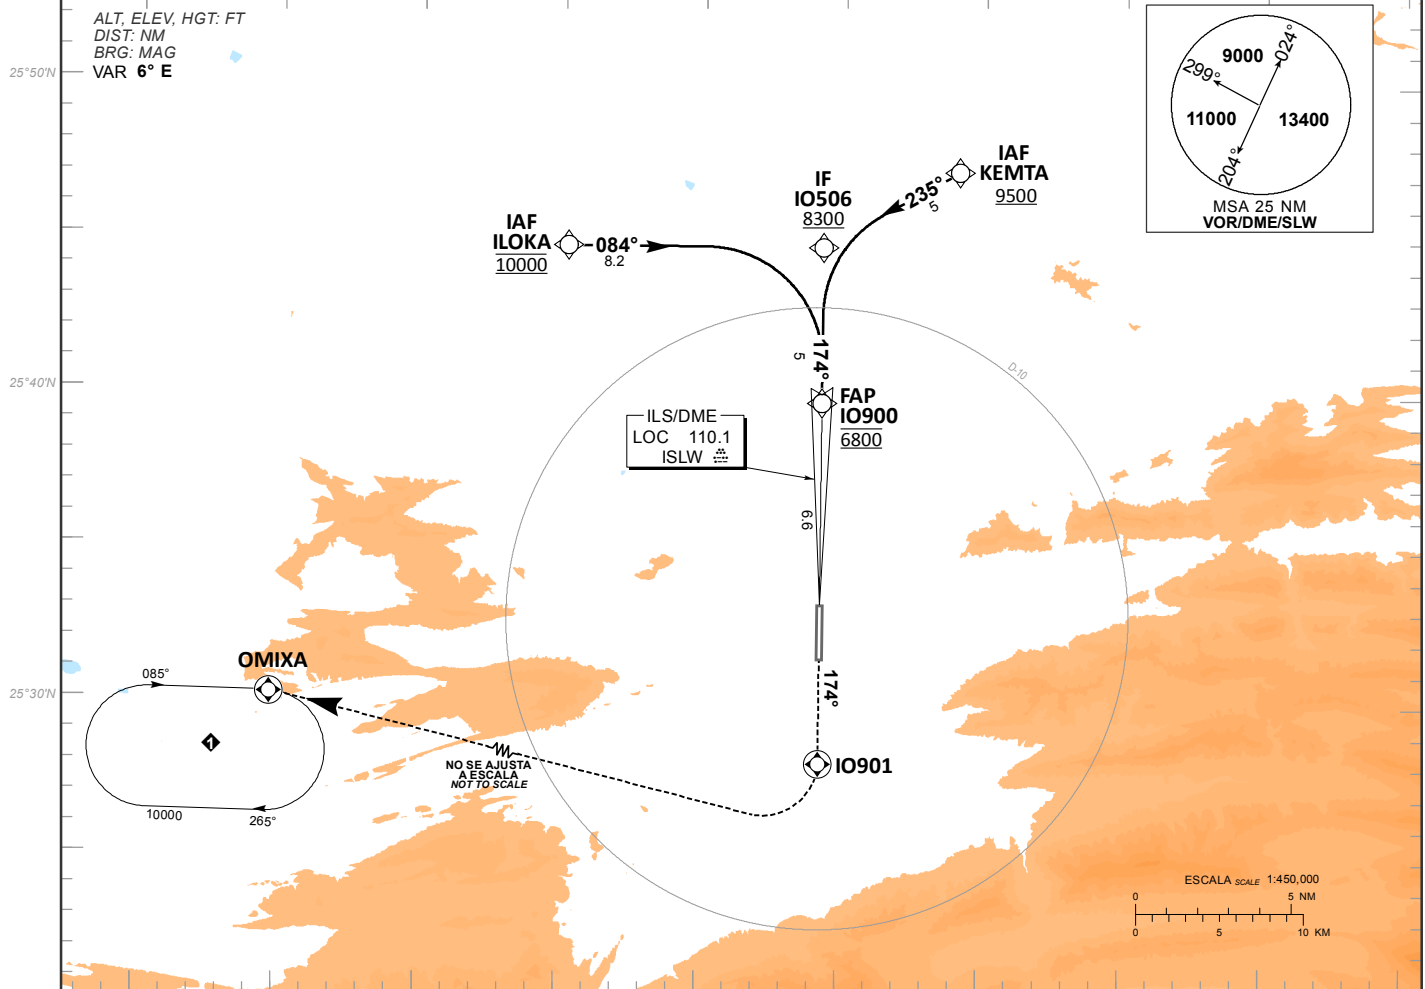 ALT, ELEV, HGT: FT
DIST: NM
BRG: MAG
VAR 6° E
25°50'N
25°40'N
25°30'N
9000
024°
299°
11000
13400
204°
MSA 25 NM
VOR/DME/SLW
IAF
KEMTA
9500
235°
5
IF
IO506
8300
IAF
ILOKA
10000
084°
8.2
174°
5
D-10
FAP
IO900
6800
ILS/DME
LOC 110.1
ISLW
6.6
OMIXA
085°
1
10000
265°
174°
IO901
NO SE AJUSTA
A ESCALA
NOT TO SCALE
ESCALA SCALE 1:450,000
0 5 NM
0 5 10 KM